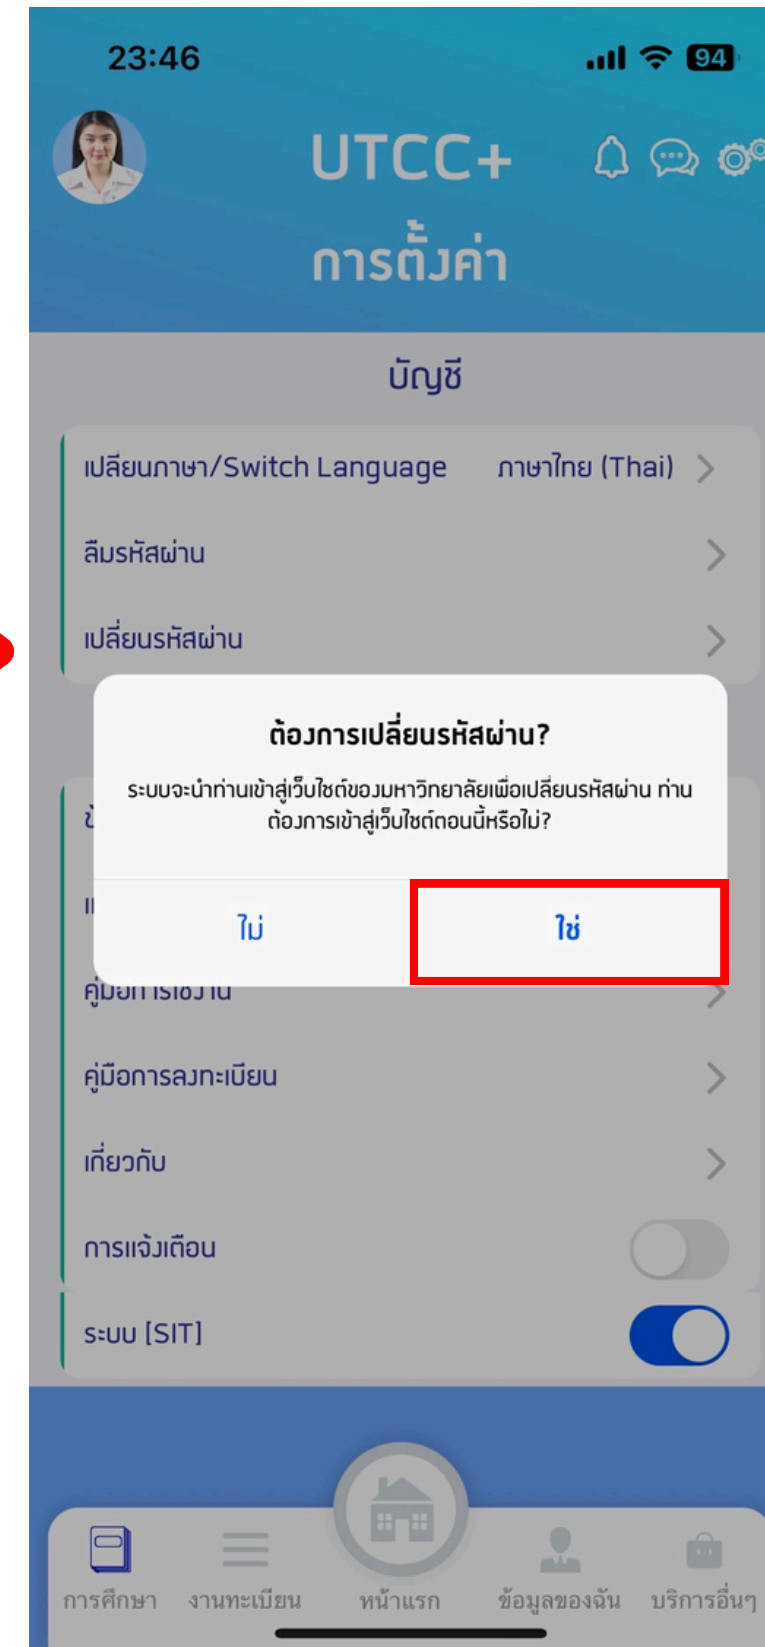 23:46
94
UTCC+
การตั้งค่า
บัญชี
เปลี่ยนภาษา/Switch Language ภาษาไทย (Thai)
ลืมรหัสผ่าน
เปลี่ยนรหัสผ่าน
ต้องการเปลี่ยนรหัสผ่าน?
ระบบจะนำท่านเข้าสู่เว็บไซต์ของมหาวิทยาลัยเพื่อเปลี่ยนรหัสผ่าน ท่าน
ต้องการเข้าสู่เว็บไซต์ตอนนี้หรือไม่?
ไม่ ใช่
คู่มือการใช้งาน
คู่มือการลงทะเบียน
เกี่ยวกับ
การแจ้งเตือน
ระบบ [SIT]
การศึกษา งานทะเบียน หน้าแรก ข้อมูลของฉัน บริการอื่นๆ